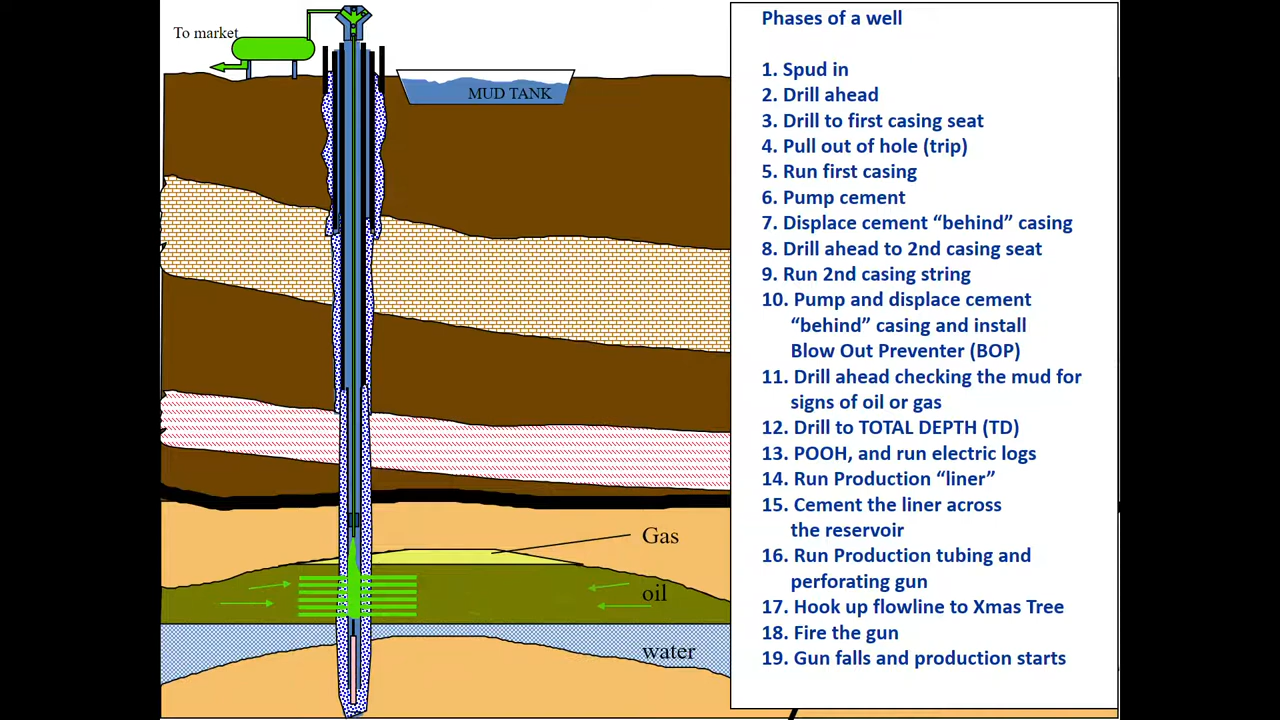 To market
MUD TANK
Gas
oil
water
Phases of a well
1. Spud in
2. Drill ahead
3. Drill to first casing seat
4. Pull out of hole (trip)
5. Run first casing
6. Pump cement
7. Displace cement “behind” casing
8. Drill ahead to 2nd casing seat
9. Run 2nd casing string
10. Pump and displace cement
“behind” casing and install
Blow Out Preventer (BOP)
11. Drill ahead checking the mud for
signs of oil or gas
12. Drill to TOTAL DEPTH (TD)
13. POOH, and run electric logs
14. Run Production “liner”
15. Cement the liner across
the reservoir
16. Run Production tubing and
perforating gun
17. Hook up flowline to Xmas Tree
18. Fire the gun
19. Gun falls and production starts